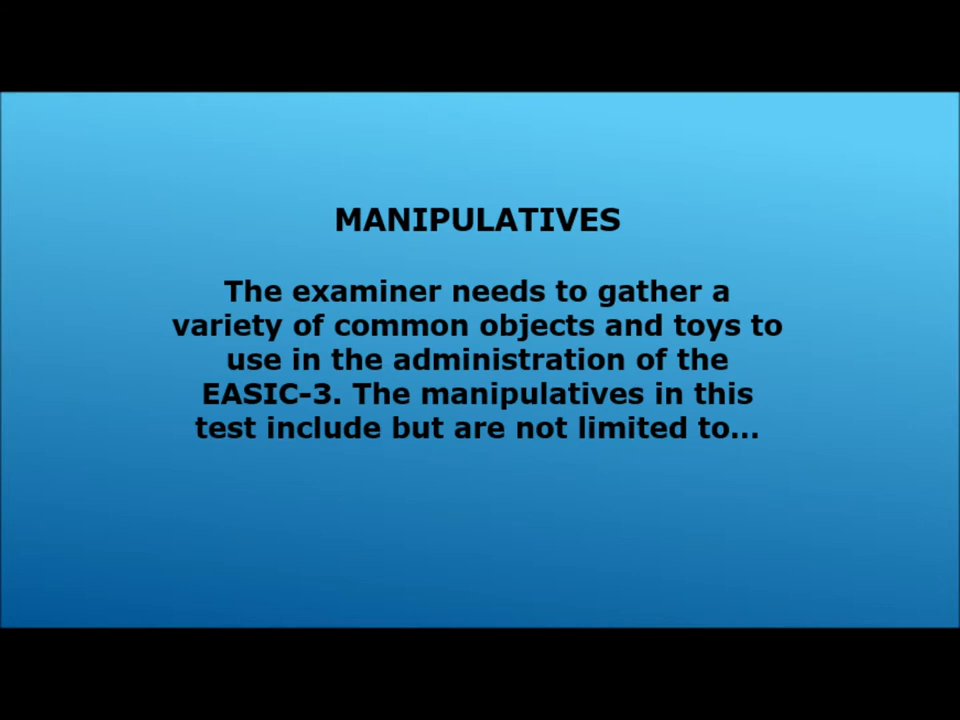 MANIPULATIVES
The examiner needs to gather a
variety of common objects and toys to
use in the administration of the
EASIC-3. The manipulatives in this
test include but are not limited to...